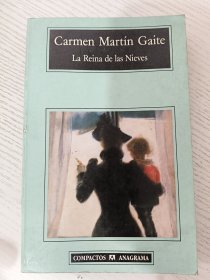 Carmen Martín Gaite
La Reina de las Nieves
COMPACTOS ANAGRAMA